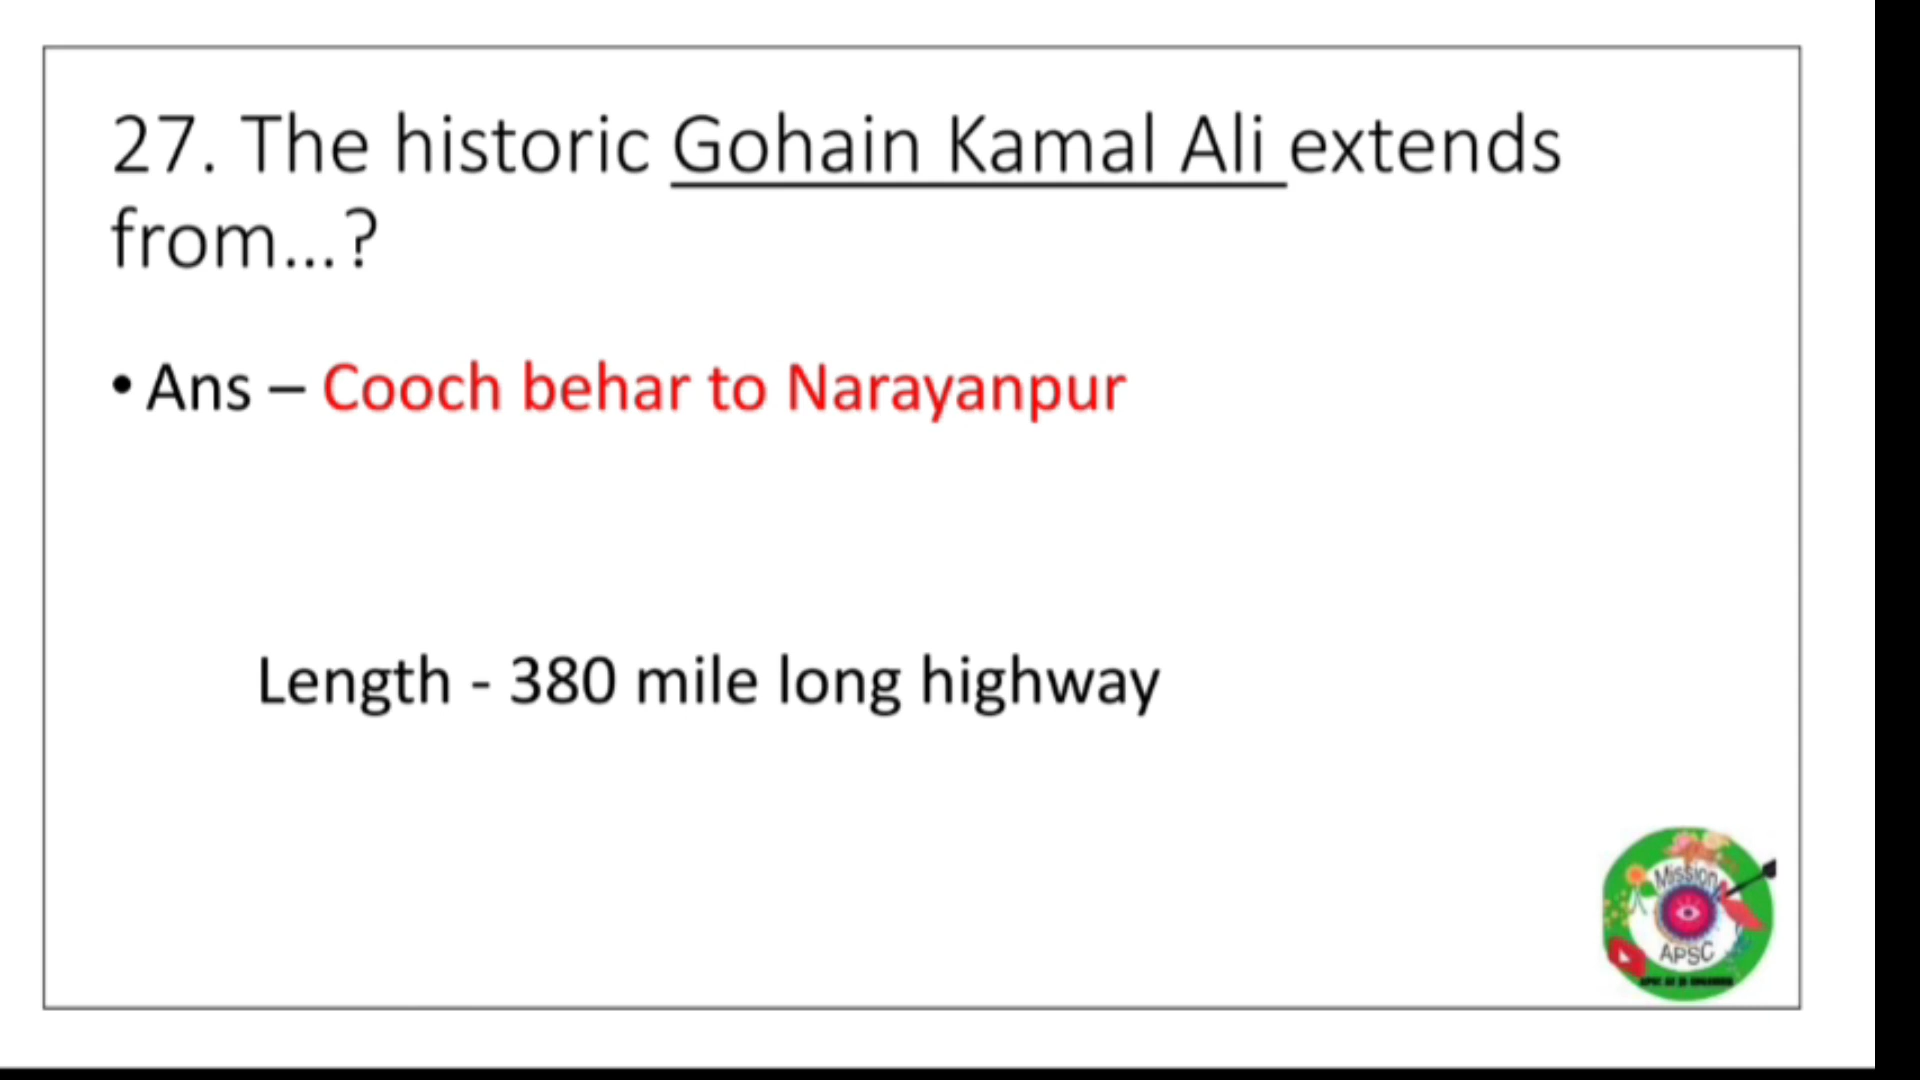 27. The historic Gohain Kamal Ali extends
from...?
• Ans – Cooch behar to Narayanpur
Length - 380 mile long highway
Mission
APSC